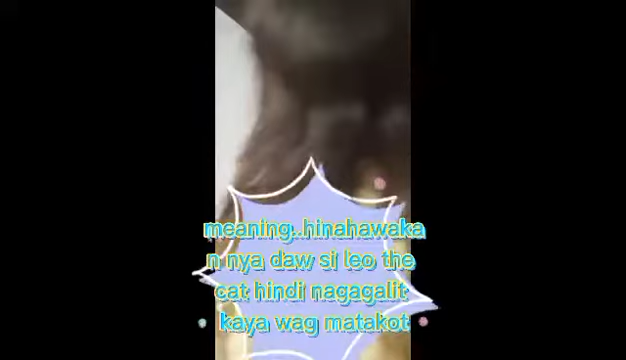 meaning..hinahawaka
n nya daw si leo the
cat hindi nagagalit
kaya wag matakot